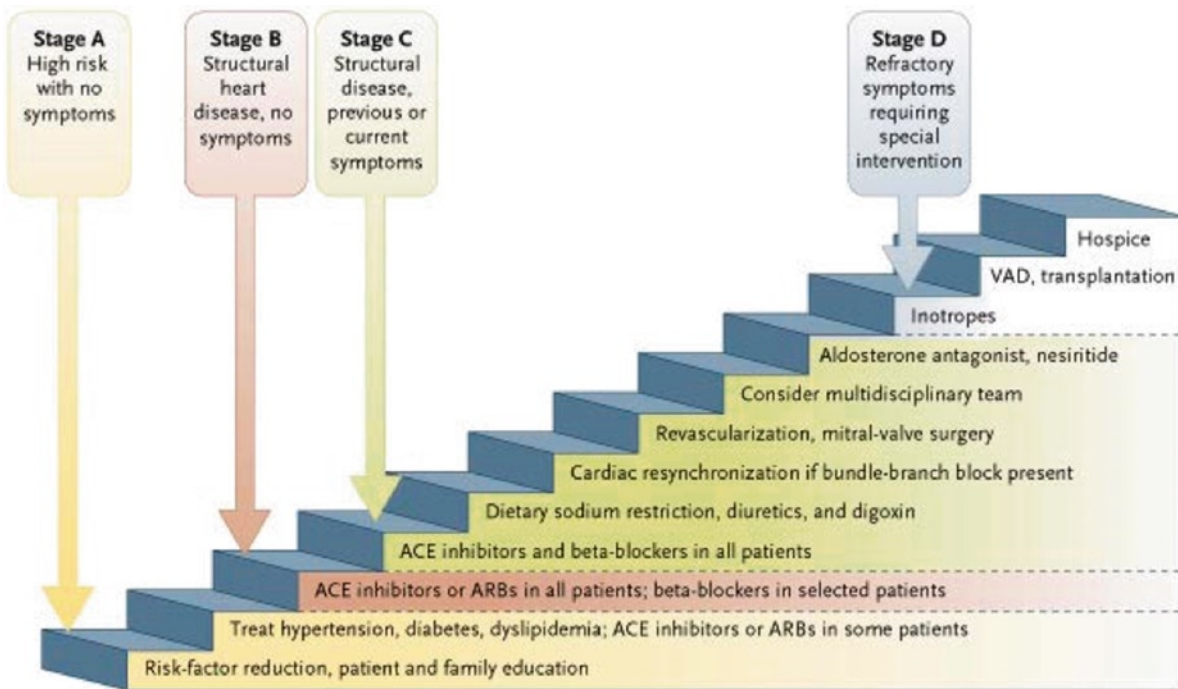 Stage A
High risk
with no
symptoms
Stage B
Structural
heart
disease, no
symptoms
Stage C
Structural
disease,
previous or
current
symptoms
Stage D
Refractory
symptoms
requiring
special
intervention
Hospice
VAD, transplantation
Inotropes
Aldosterone antagonist, nesiritide
Consider multidisciplinary team
Revascularization, mitral-valve surgery
Cardiac resynchronization if bundle-branch block present
Dietary sodium restriction, diuretics, and digoxin
ACE inhibitors and beta-blockers in all patients
ACE inhibitors or ARBs in all patients; beta-blockers in selected patients
Treat hypertension, diabetes, dyslipidemia; ACE inhibitors or ARBs in some patients
Risk-factor reduction, patient and family education